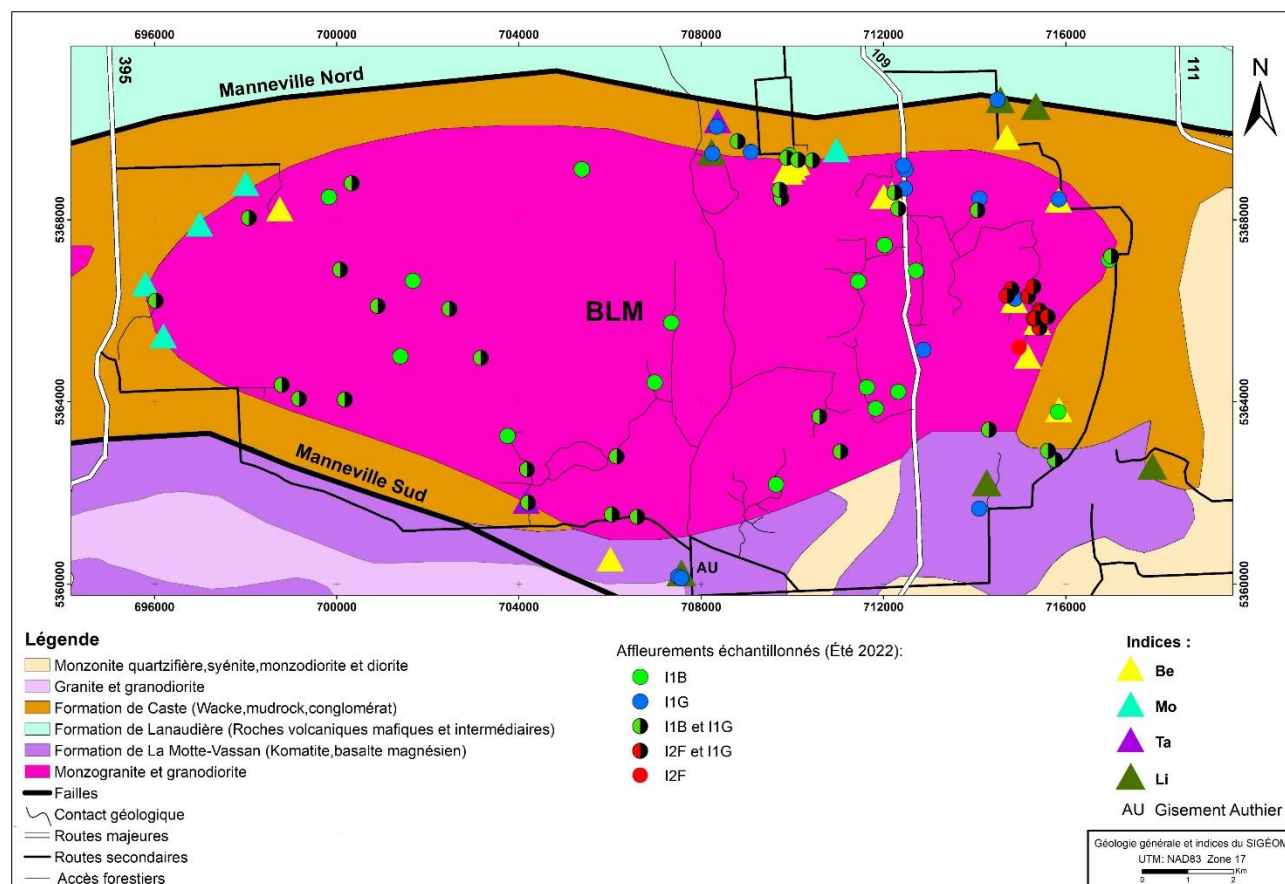 696000 700000 704000 708000 712000 716000
395
109
111
Manneville Nord
N
5368000
5368000
BLM
5364000
5364000
Manneville Sud
AU
5360000
5360000
696000 700000 704000 708000 712000 716000
Légende
Monzonite quartzifière,syénite,monzodiorite et diorite
Granite et granodiorite
Formation de Caste (Wacke,mudrock,conglomérat)
Formation de Lanaudière (Roches volcaniques mafiques et intermédiaires)
Formation de La Motte-Vassan (Komatite,basalte magnésien)
Monzogranite et granodiorite
Failles
Contact géologique
Routes majeures
Routes secondaires
Accès forestiers
Affleurements échantillonnés (Été 2022):
I1B
I1G
I1B et I1G
I2F et I1G
I2F
Indices :
Be
Mo
Ta
Li
AU Gisement Authier
Géologie générale et indices du SIGÉOM
UTM: NAD83 Zone 17
Km
0 1 2